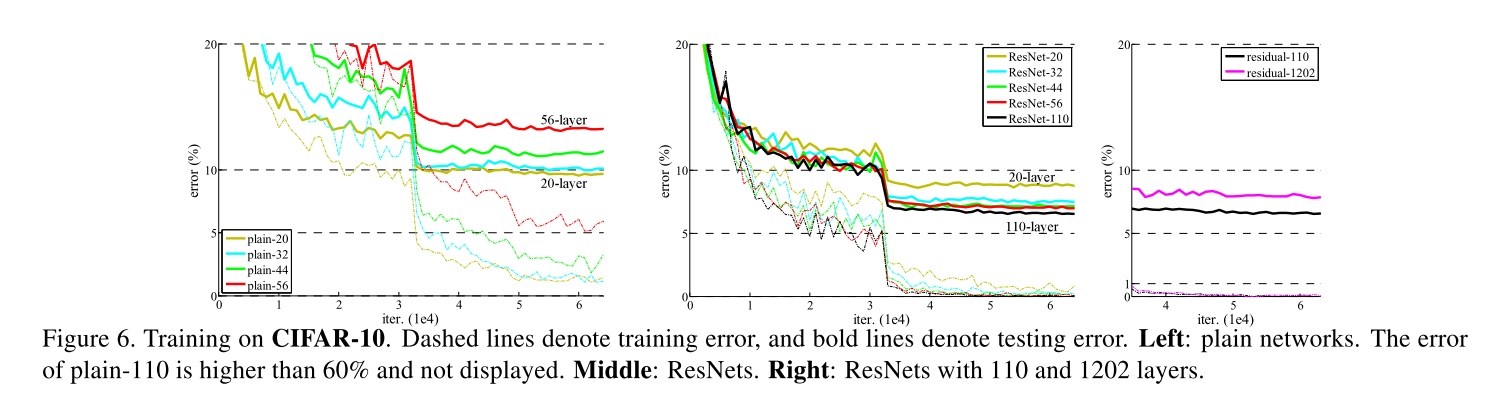 20
15
10
5
0
error (%)
56-layer
20-layer
plain-20
plain-32
plain-44
plain-56
0 1 2 3 4 5 6
iter. (1e4)
20
10
5
0
error (%)
ResNet-20
ResNet-32
ResNet-44
ResNet-56
ResNet-110
20-layer
110-layer
0 1 2 3 4 5 6
iter. (1e4)
20
10
5
1
0
error (%)
residual-110
residual-1202
4 5 6
iter. (1e4)
Figure 6. Training on CIFAR-10. Dashed lines denote training error, and bold lines denote testing error. Left: plain networks. The error
of plain-110 is higher than 60% and not displayed. Middle: ResNets. Right: ResNets with 110 and 1202 layers.